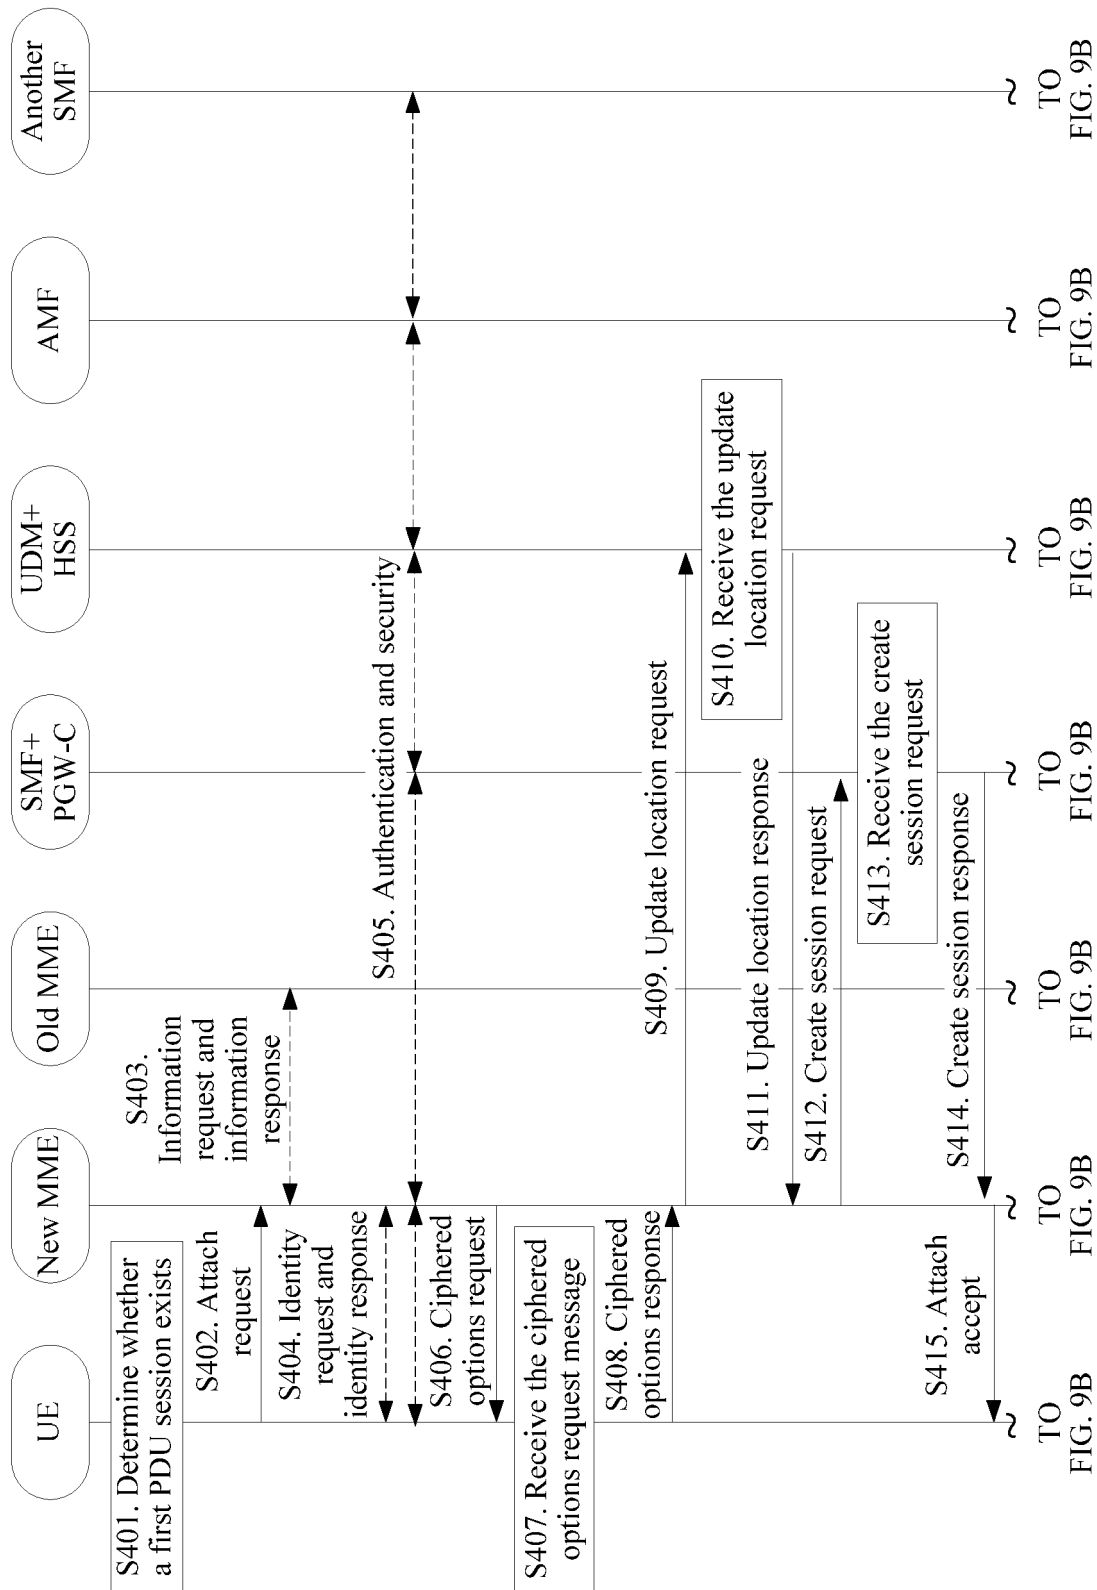 UE
New MME
Old MME
SMF+
PGW-C
UDM+
HSS
AMF
Another
SMF
S401. Determine whether
a first PDU session exists
S402. Attach
request
S403.
Information
request and
information
response
S404. Identity
request and
identity response
S405. Authentication and security
S406. Ciphered
options request
S407. Receive the ciphered
options request message
S408. Ciphered
options response
S409. Update location request
S410. Receive the update
location request
S411. Update location response
S412. Create session request
S413. Receive the create
session request
S414. Create session response
S415. Attach
accept
TO
FIG. 9B
TO
FIG. 9B
TO
FIG. 9B
TO
FIG. 9B
TO
FIG. 9B
TO
FIG. 9B
TO
FIG. 9B